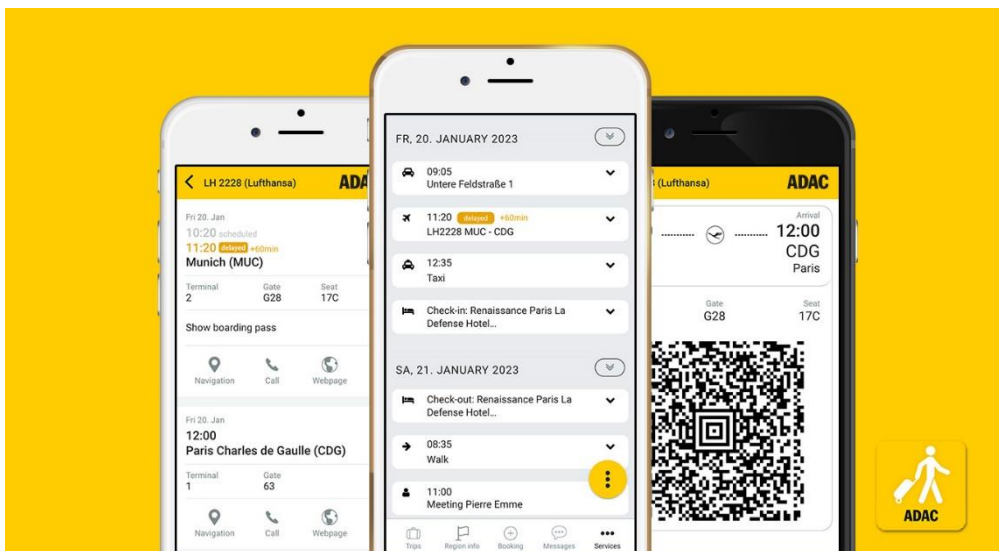 LH 2228 (Lufthansa)
ADA
Fri 20. Jan
10:20 scheduled
11:20 delayed +60min
Munich (MUC)
Terminal Gate Seat
2 G28 17C
Show boarding pass
Navigation Call Webpage
Fri 20. Jan
12:00
Paris Charles de Gaulle (CDG)
Terminal Gate
1 63
Navigation Call Webpage
FR, 20. JANUARY 2023
09:05
Untere Feldstraße 1
11:20 delayed +60min
LH2228 MUC - CDG
12:35
Taxi
Check-in: Renaissance Paris La
Defense Hotel...
SA, 21. JANUARY 2023
Check-out: Renaissance Paris La
Defense Hotel...
08:35
Walk
11:00
Meeting Pierre Emme
Trips Region info Booking Messages Services
(Lufthansa)
ADAC
Arrival
12:00
CDG
Paris
Gate Seat
G28 17C
ADAC